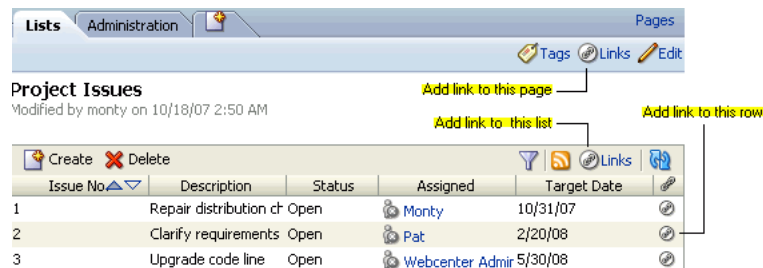 Lists Administration Pages
Tags Links Edit
Project Issues
Add link to this page
Modified by monty on 10/18/07 2:50 AM
Add link to this row
Add link to this list
Create Delete Links
Issue No Description Status Assigned Target Date
1 Repair distribution ch Open Monty 10/31/07
2 Clarify requirements Open Pat 2/20/08
3 Upgrade code line Open Webcenter Admir 5/30/08